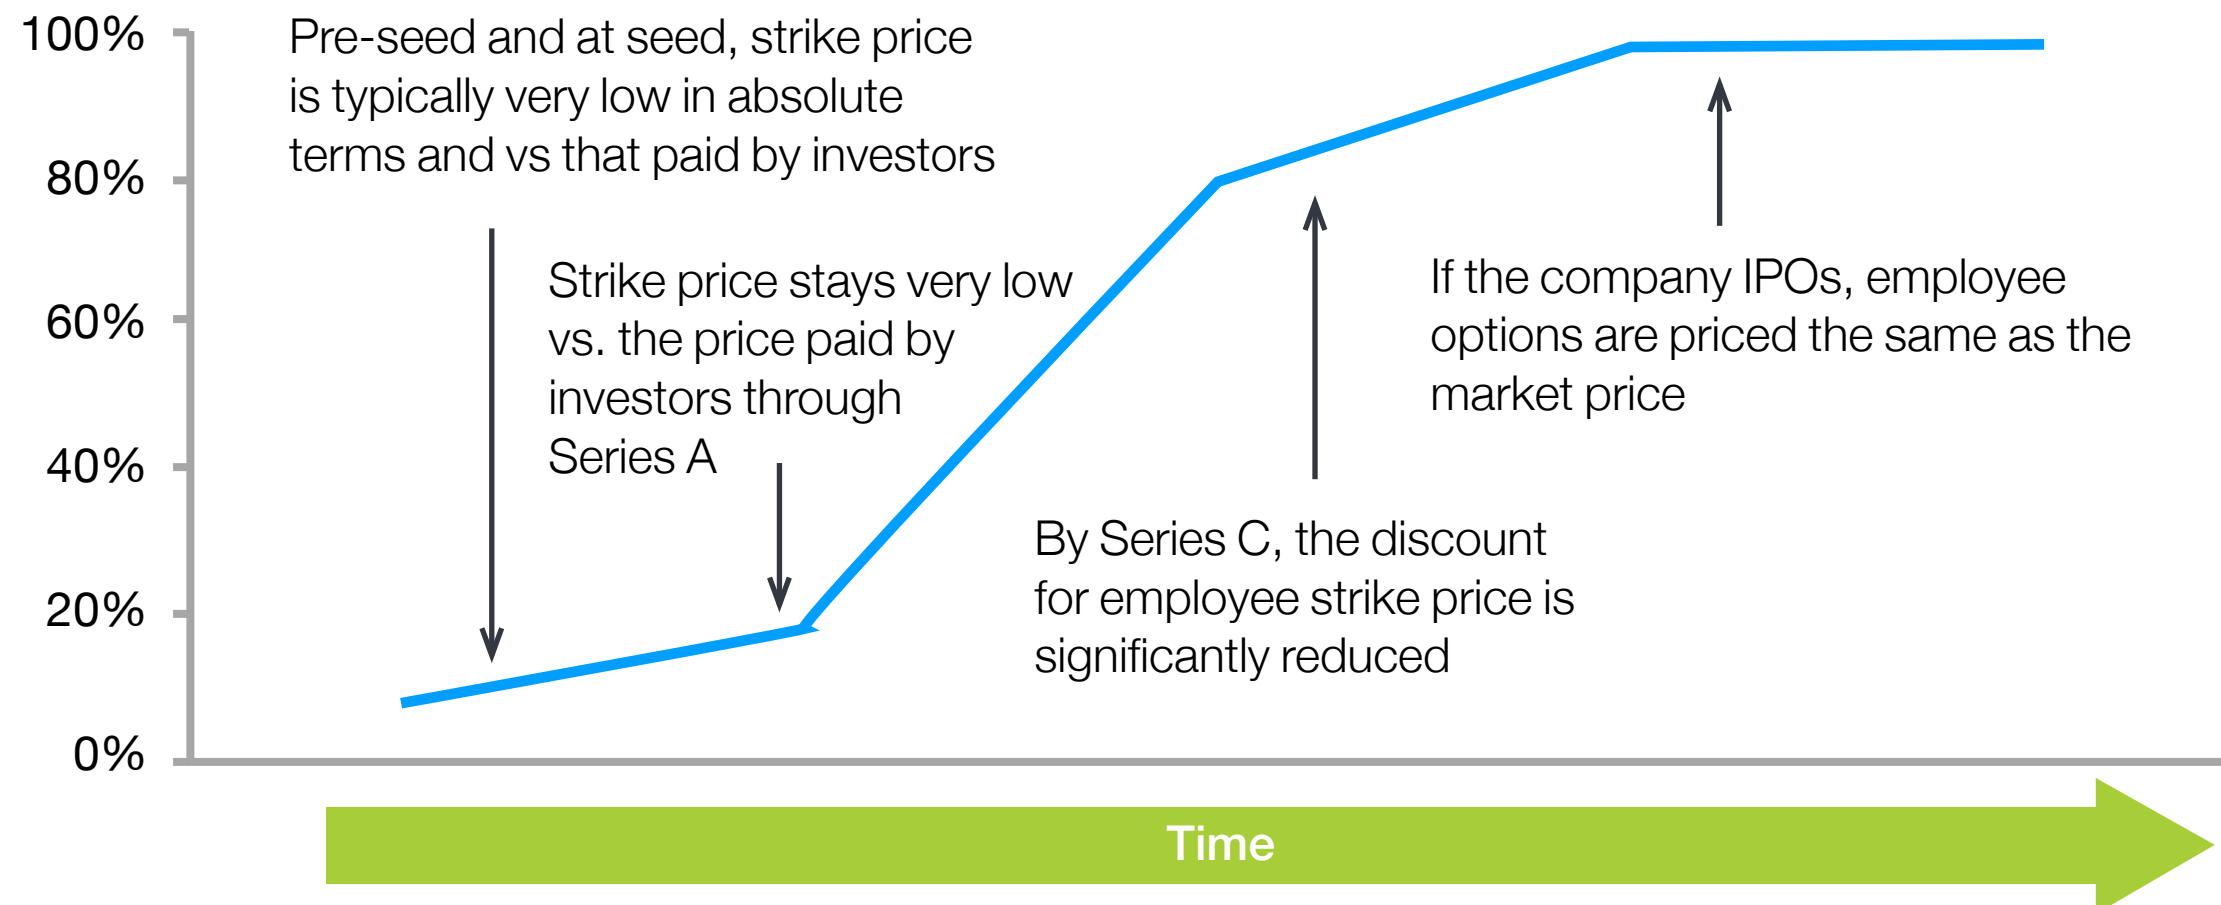 100%
80%
60%
40%
20%
0%
Pre-seed and at seed, strike price
is typically very low in absolute
terms and vs that paid by investors
Strike price stays very low
vs. the price paid by
investors through
Series A
By Series C, the discount
for employee strike price is
significantly reduced
If the company IPOs, employee
options are priced the same as the
market price
Time